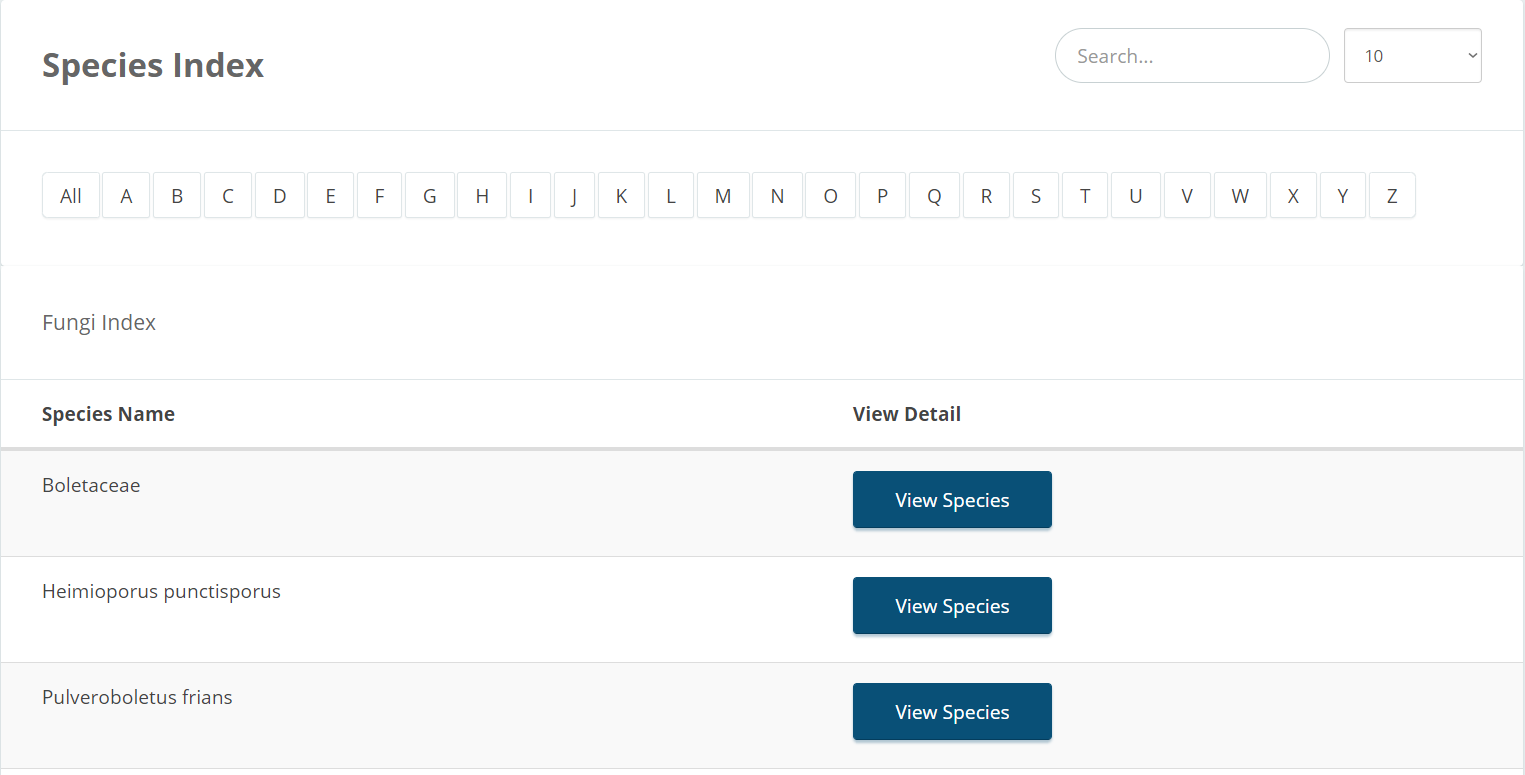 Species Index
Search...
10
All A B C D E F G H I J K L M N O P Q R S T U V W X Y Z
Fungi Index
Species Name View Detail
Boletaceae View Species
Heimioporus punctisporus View Species
Pulveroboletus frians View Species